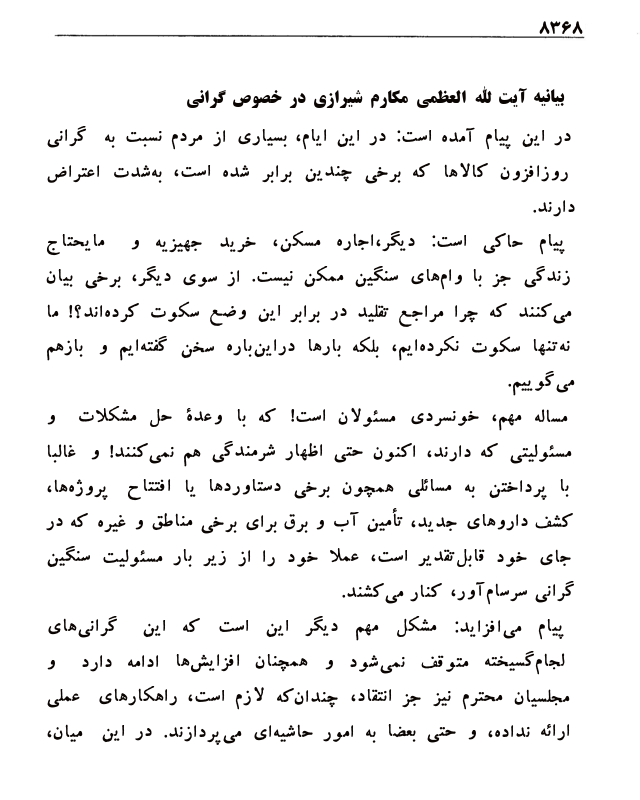 ۸۳۶۸
بیانیه آیت لله العظمی مکارم شیرازی در خصوص گرانی
در این پیام آمده است: در این ایام، بسیاری از مردم نسبت به گرانی
روزافزون کالاها که برخی چندین برابر شده است، به‌شدت اعتراض
دارند.
پیام حاکی است: دیگر،اجاره مسکن، خرید جهیزیه و مایحتاج
زندگی جز با وام‌های سنگین ممکن نیست. از سوی دیگر، برخی بیان
می‌کنند که چرا مراجع تقلید در برابر این وضع سکوت کرده‌اند؟! ما
نه‌تنها سکوت نکرده‌ایم، بلکه بارها دراین‌باره سخن گفته‌ایم و بازهم
می‌گوییم.
مساله مهم، خونسردی مسئولان است! که با وعدهٔ حل مشکلات و
مسئولیتی که دارند، اکنون حتی اظهار شرمندگی هم نمی‌کنند! و غالبا
با پرداختن به مسائلی همچون برخی دستاوردها یا افتتاح پروژه‌ها،
کشف داروهای جدید، تأمین آب و برق برای برخی مناطق و غیره که در
جای خود قابل‌تقدیر است، عملا خود را از زیر بار مسئولیت سنگین
گرانی سرسام‌آور، کنار می‌کشند.
پیام می‌افزاید: مشکل مهم دیگر این است که این گرانی‌های
لجام‌گسیخته متوقف نمی‌شود و همچنان افزایش‌ها ادامه دارد و
مجلسیان محترم نیز جز انتقاد، چندان‌که لازم است، راهکارهای عملی
ارائه نداده، و حتی بعضا به امور حاشیه‌ای می‌پردازند. در این میان،